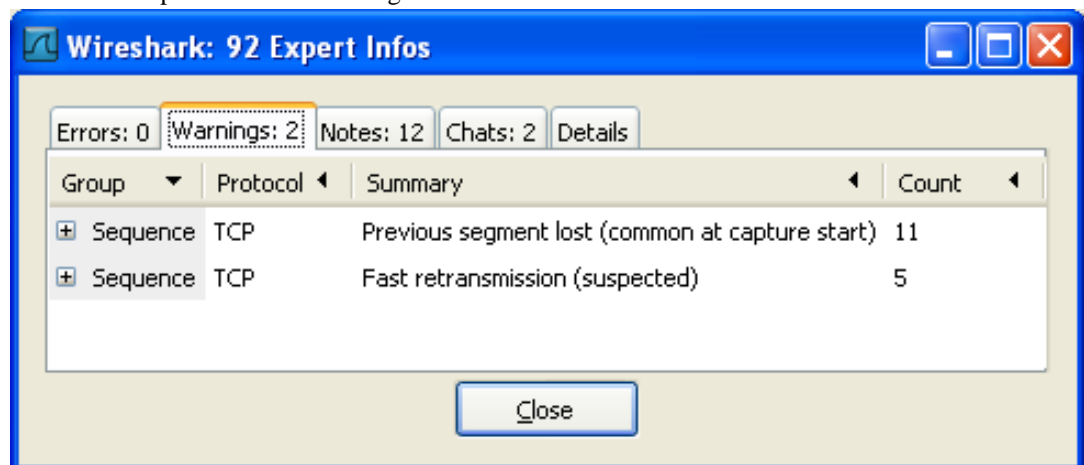 Wireshark: 92 Expert Infos
Errors: 0 Warnings: 2 Notes: 12 Chats: 2 Details
Group Protocol Summary Count
Sequence TCP Previous segment lost (common at capture start) 11
Sequence TCP Fast retransmission (suspected) 5
Close